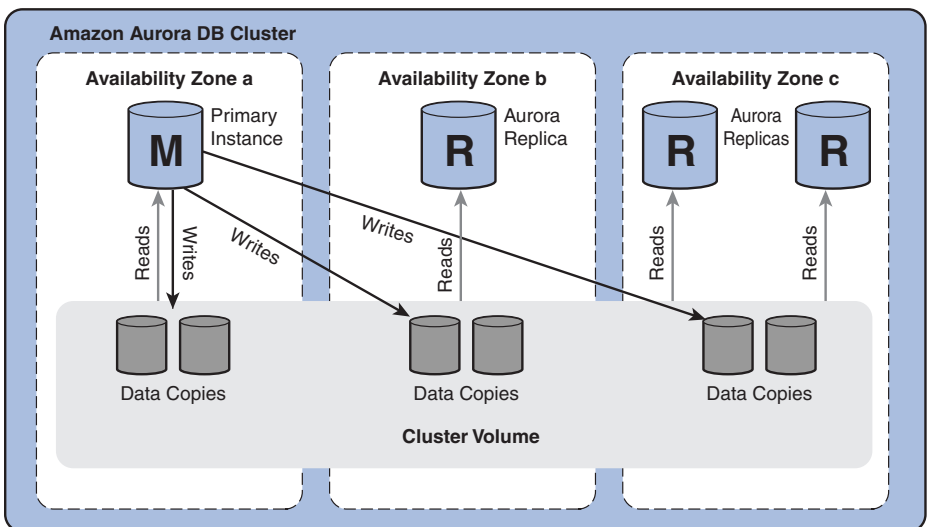 Amazon Aurora DB Cluster
Availability Zone a
Availability Zone b
Availability Zone c
M
Primary
Instance
R
Aurora
Replica
R
Aurora
Replicas
R
Reads
Writes
Writes
Writes
Reads
Reads
Reads
Data Copies
Data Copies
Data Copies
Cluster Volume